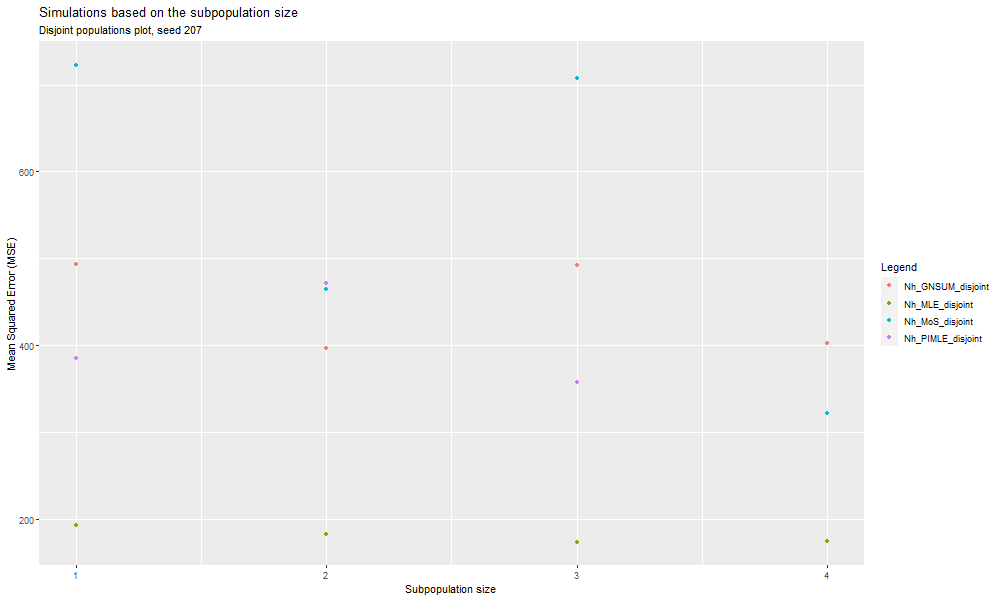 Simulations based on the subpopulation size
Disjoint populations plot, seed 207
Mean Squared Error (MSE)
600
400
200
1
2
3
4
Subpopulation size
Legend
Nh_GNSUM_disjoint
Nh_MLE_disjoint
Nh_MoS_disjoint
Nh_PIMLE_disjoint